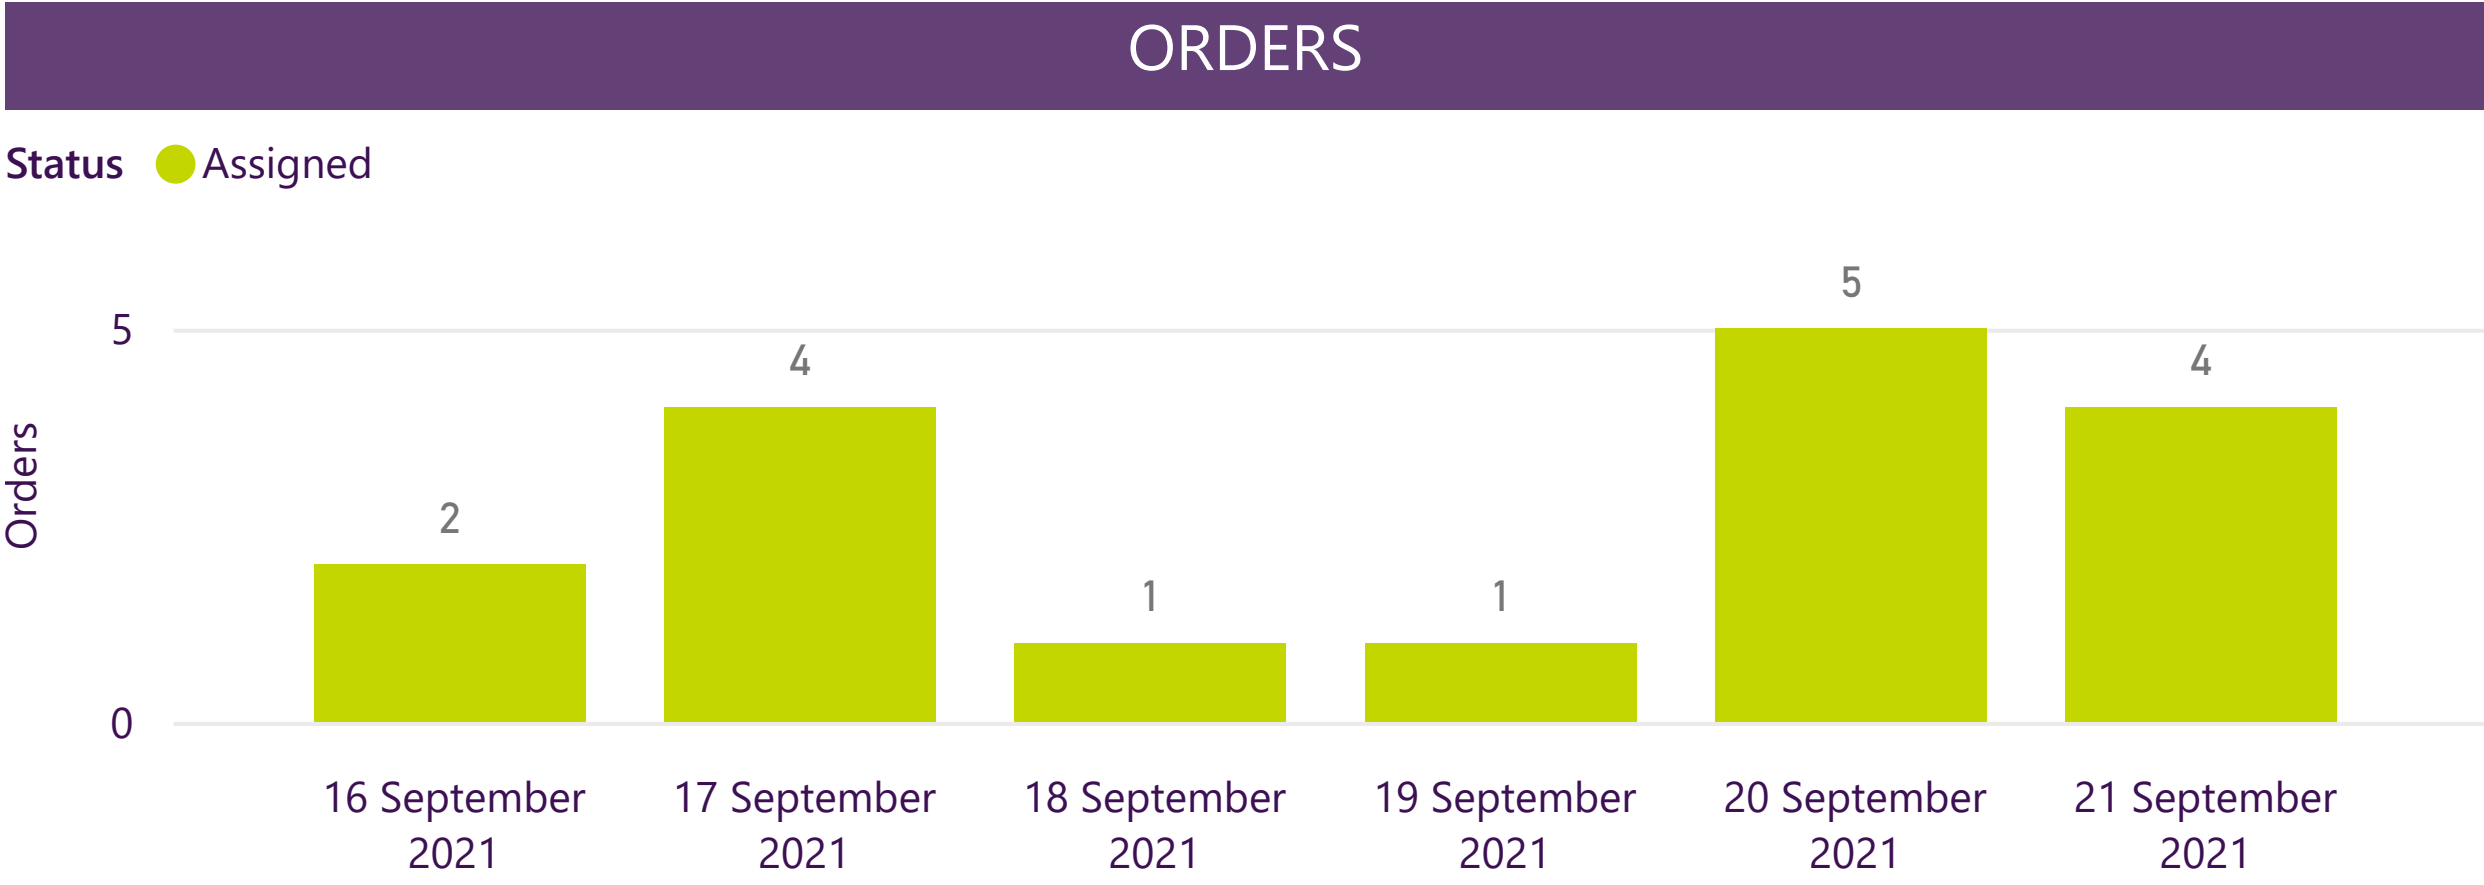 ORDERS
Status Assigned
5
4
4
5
2
1
1
0
Orders
16 September 17 September 18 September 19 September 20 September 21 September
2021 2021 2021 2021 2021 2021